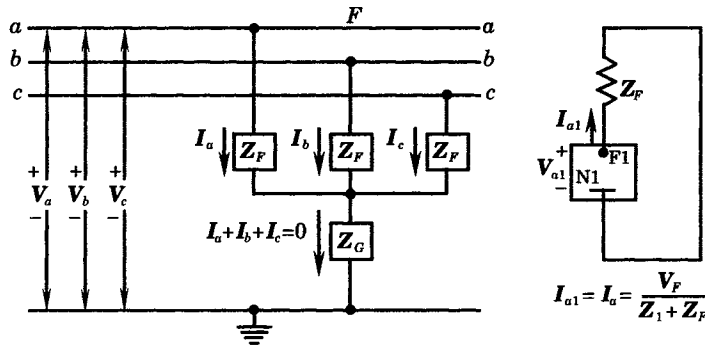 a F a
b b
c c
I_a Z_F I_b Z_F I_c Z_F
+ + +
V_a V_b V_c
− − −
I_a+I_b+I_c=0 Z_G
Z_F
I_a1
+ F1
V_a1 N1
−
I_a1 = I_a = V_F / Z_1 + Z_F